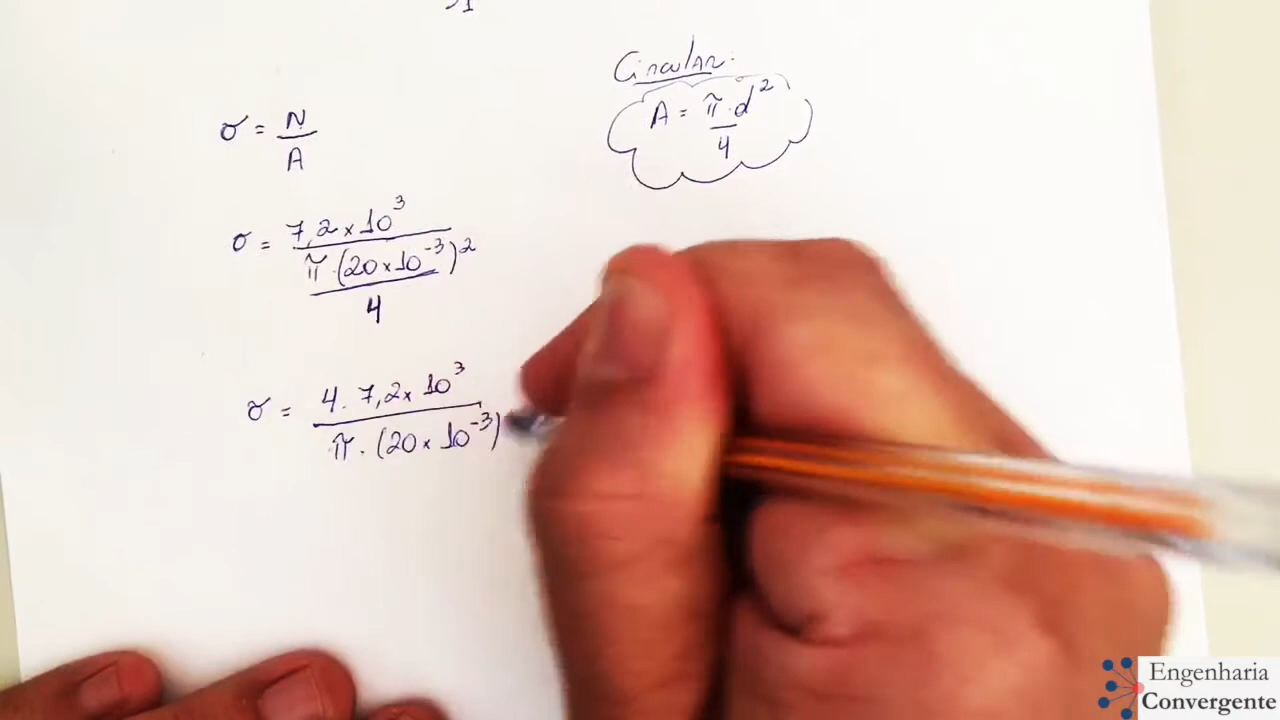 Circular:
A = π.d²
4
σ = N
A
σ = 7,2 × 10³
π.(20 × 10⁻³)²
4
σ = 4. 7,2 × 10³
π. (20 × 10⁻³)
Engenharia
Convergente